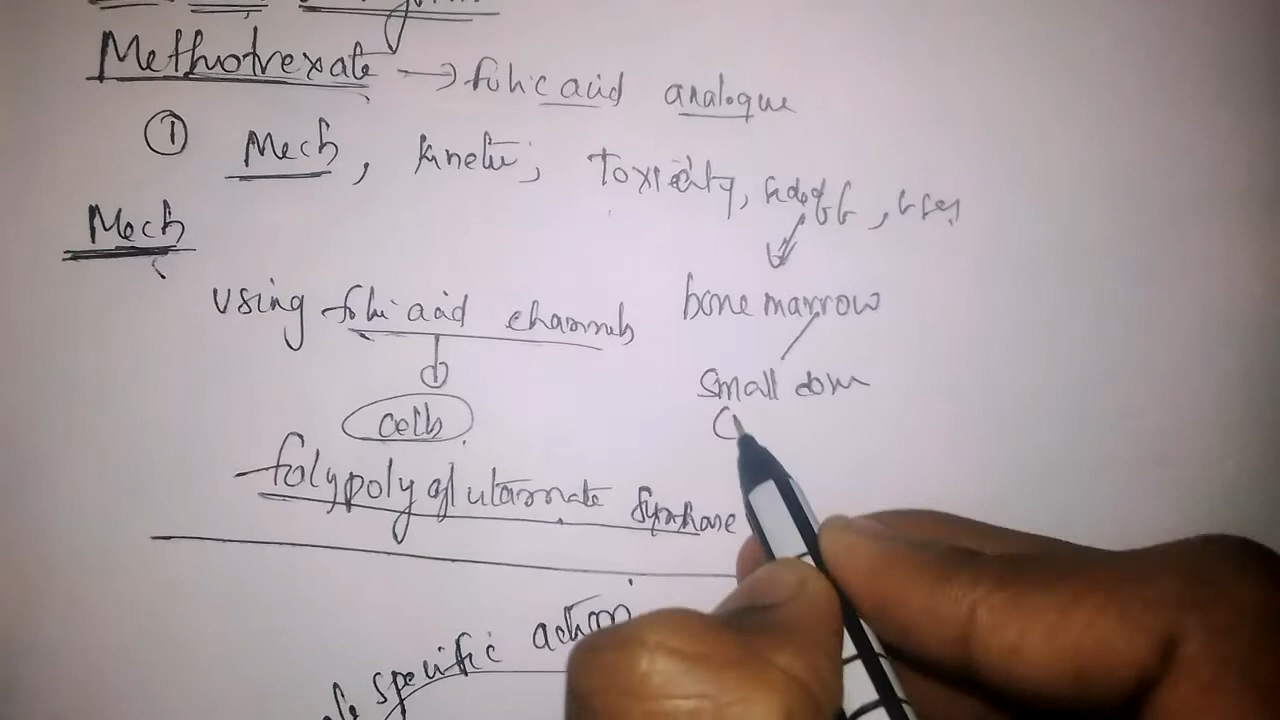 Methotrexate → folic acid analogue
① Mech, Kinetic, Toxicity,
Mech
bone marrow
using folic acid channels
small dose
cells
folypolyglutamate synthase
specific action